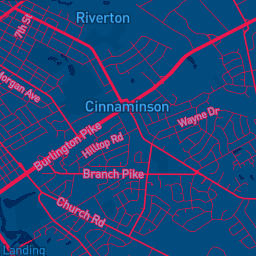 Riverton
7th St
Morgan Ave
Cinnaminson
Wayne Dr
Burlington Pike
Hilltop Rd
Branch Pike
Church Rd
Landing